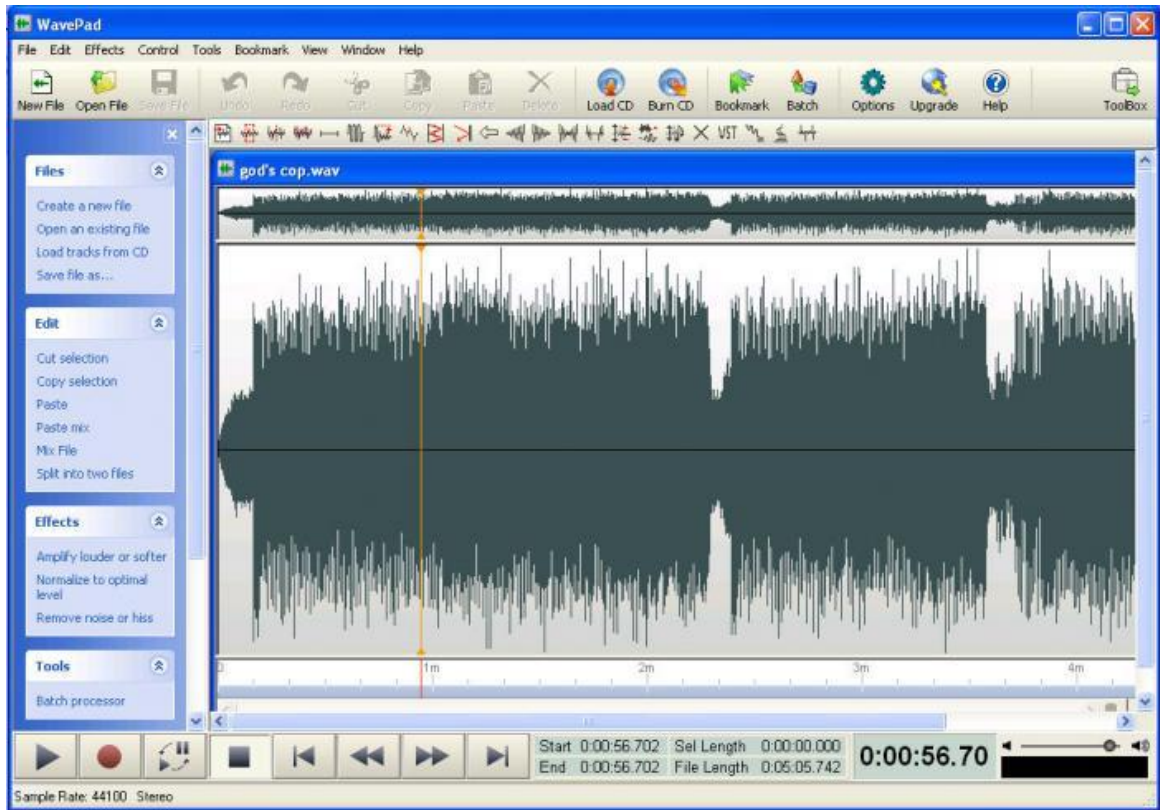 WavePad
File Edit Effects Control Tools Bookmark View Window Help
New File Open File Save File Undo Redo Cut Copy Paste Delete Load CD Burn CD Bookmark Batch Options Upgrade Help ToolBox
VST
Files
Create a new file
Open an existing file
Load tracks from CD
Save file as...
Edit
Cut selection
Copy selection
Paste
Paste mix
Mix File
Split into two files
Effects
Amplify louder or softer
Normalize to optimal
level
Remove noise or hiss
Tools
Batch processor
god's cop.wav
0 1m 2m 3m 4m
Start 0:00:56.702 Sel Length 0:00:00.000
End 0:00:56.702 File Length 0:05:05.742
0:00:56.70
Sample Rate: 44100 Stereo